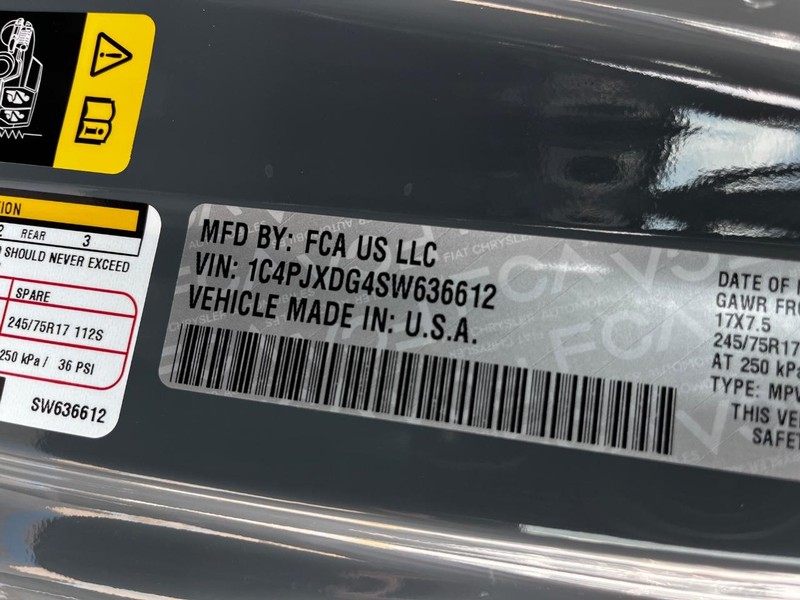 TION
2 REAR 3
SHOULD NEVER EXCEED
SPARE
245/75R17 112S
250 kPa / 36 PSI
SW636612
MFD BY: FCA US LLC
VIN: 1C4PJXDG4SW636612
VEHICLE MADE IN: U.S.A.
DATE OF
GAWR FR
17X7.5
245/75R17
AT 250 kPa
TYPE: MPV
THIS VE
SAFET